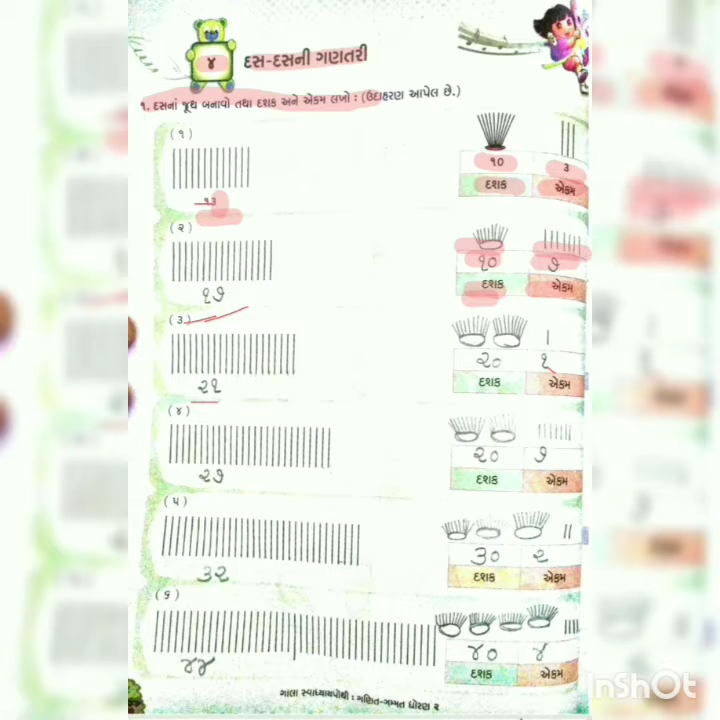 ૪ દસ-દસની ગણતરી
૧. દસનાં જૂથ બનાવો તથા દશક અને એકમ લખો : (ઉદાહરણ આપેલ છે.)
(૧)
૧૦ ૩
દશક એકમ
૧૩
(૨)
૧૦ ૭
દશક એકમ
૧૭
(૩)
૨૦ ૧
દશક એકમ
૨૧
(૪)
૨૦ ૭
દશક એકમ
૨૭
(૫)
૩૦ ૨
દશક એકમ
૩૨
(૬)
૪૦ ૪
દશક એકમ
૪૪
ગાલા સ્વાધ્યાયપોથી : ગણિત-ગમ્મત ધોરણ ૨
InShOt